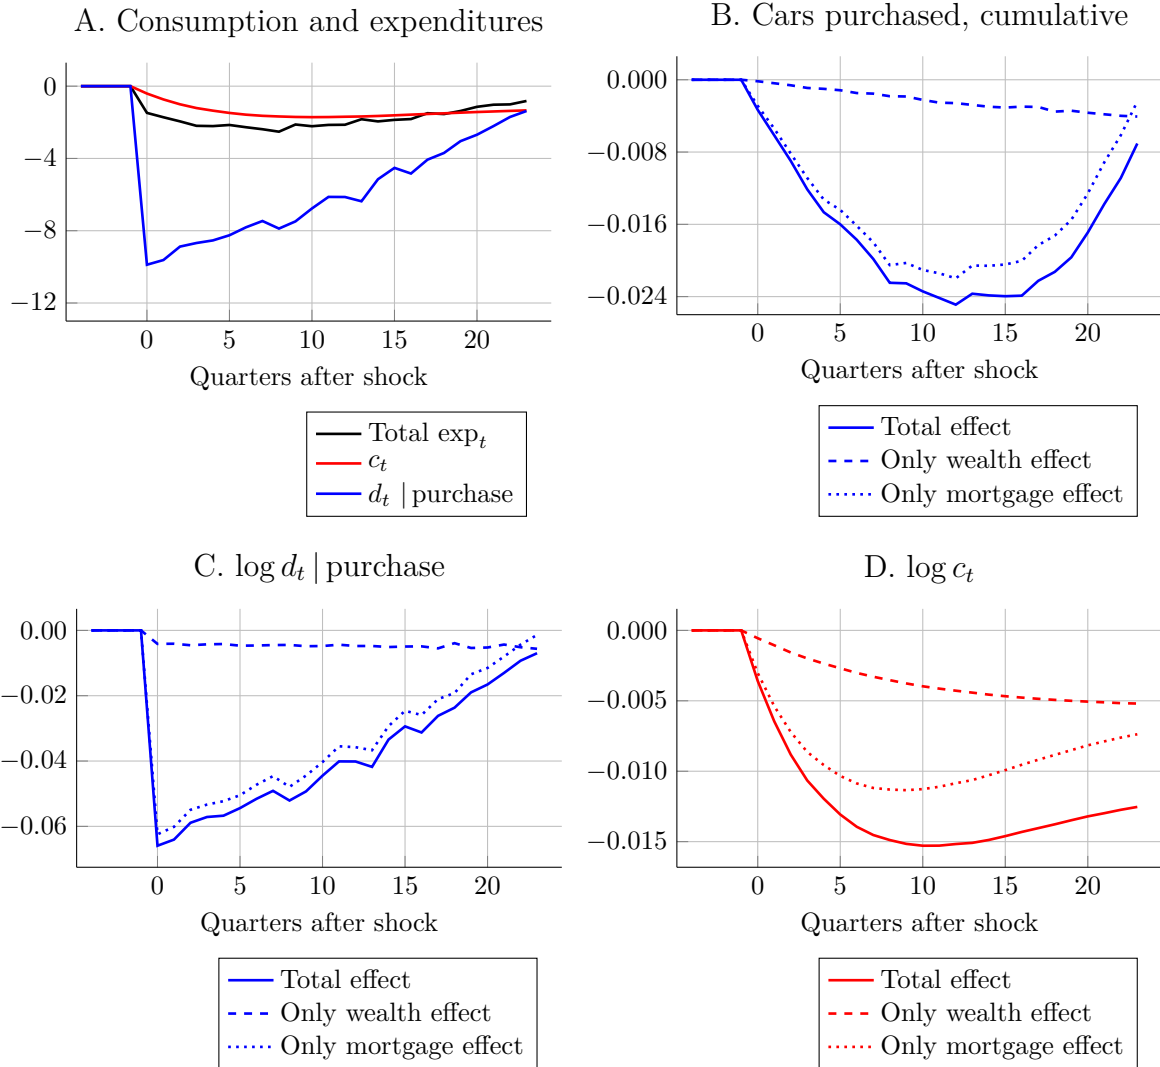 A. Consumption and expenditures
0
−4
−8
−12
0 5 10 15 20
Quarters after shock
Total expₜ
cₜ
dₜ | purchase
B. Cars purchased, cumulative
0.000
−0.008
−0.016
−0.024
0 5 10 15 20
Quarters after shock
Total effect
Only wealth effect
Only mortgage effect
C. log dₜ | purchase
0.00
−0.02
−0.04
−0.06
0 5 10 15 20
Quarters after shock
Total effect
Only wealth effect
Only mortgage effect
D. log cₜ
0.000
−0.005
−0.010
−0.015
0 5 10 15 20
Quarters after shock
Total effect
Only wealth effect
Only mortgage effect